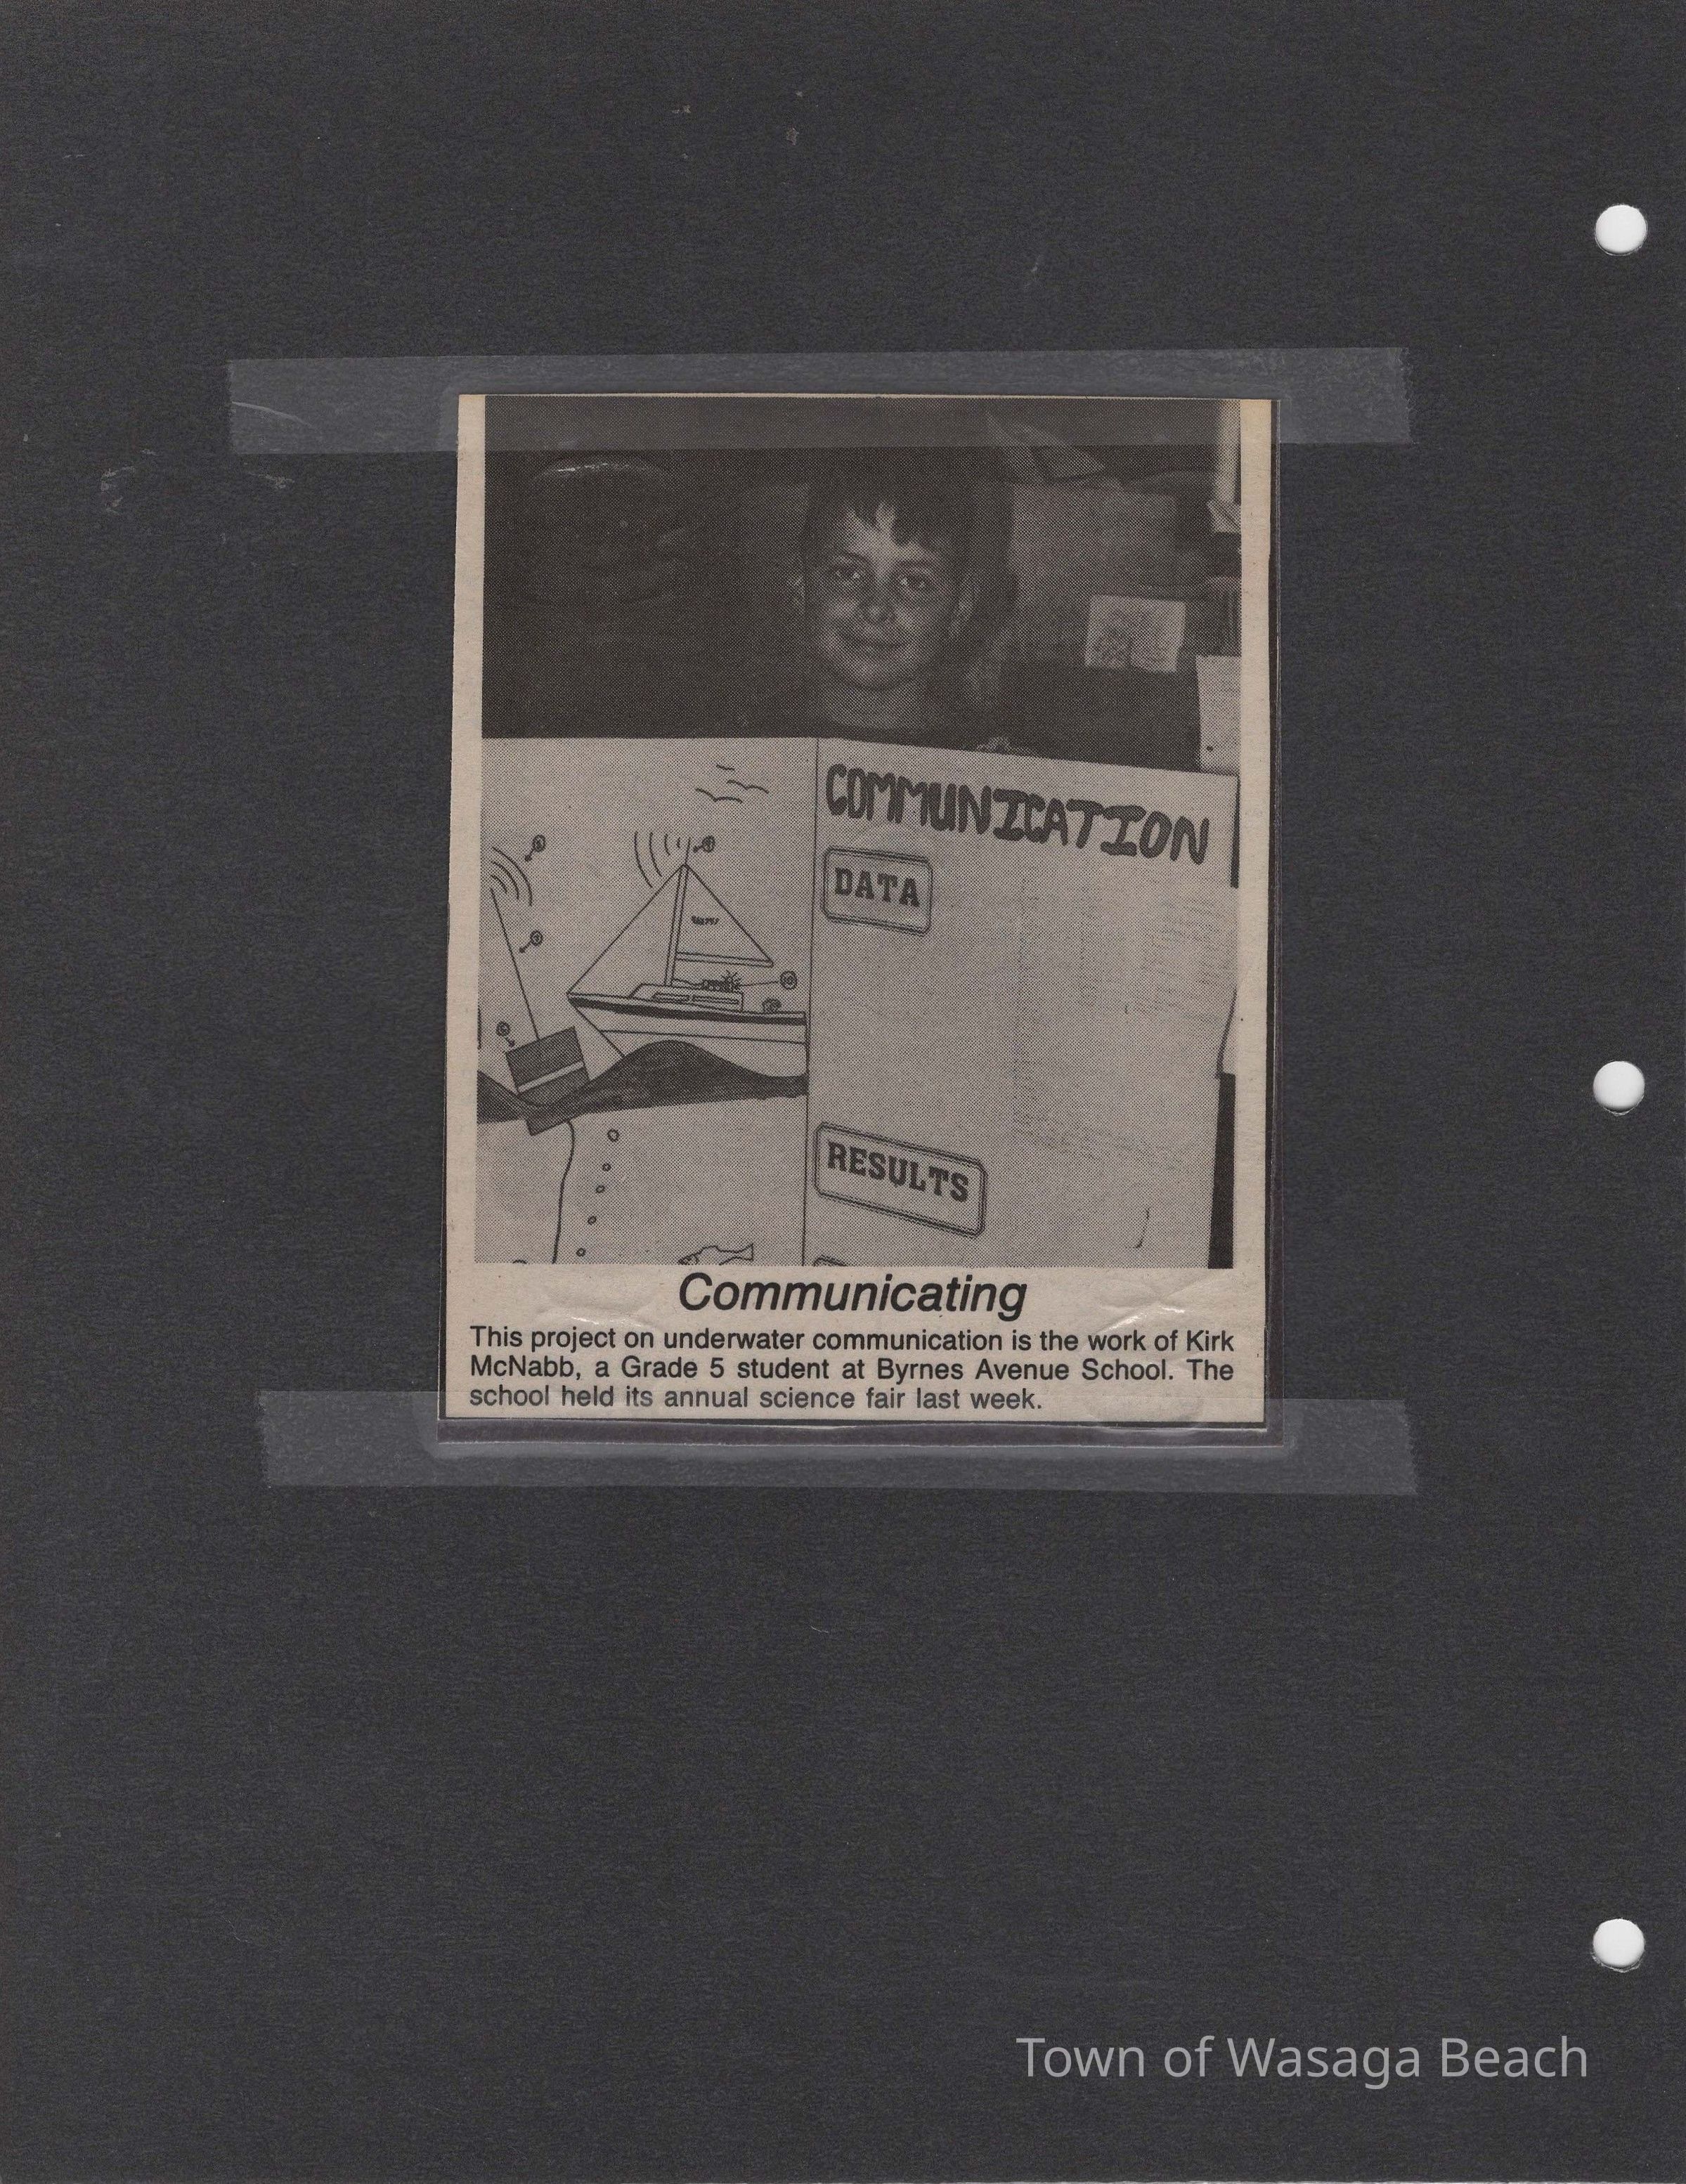 COMMUNICATION
DATA
RESULTS
Communicating
This project on underwater communication is the work of Kirk
McNabb, a Grade 5 student at Byrnes Avenue School. The
school held its annual science fair last week.
Town of Wasaga Beach